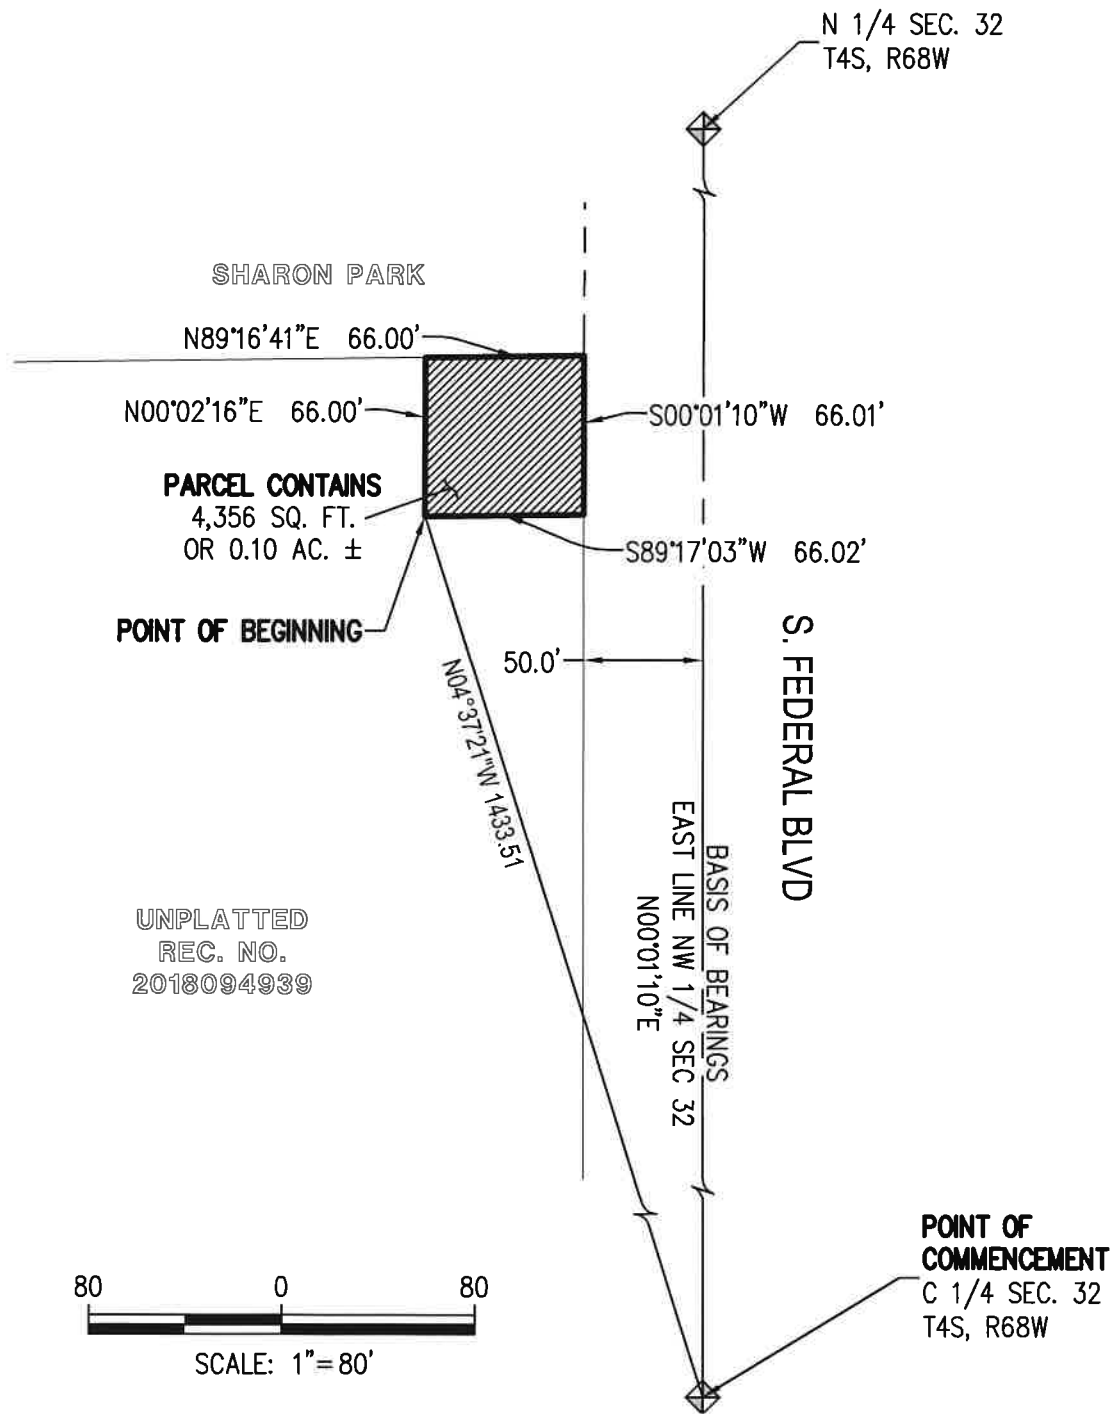 N 1/4 SEC. 32
T4S, R68W
SHARON PARK
N89°16'41"E 66.00'
N00°02'16"E 66.00'
S00°01'10"W 66.01'
PARCEL CONTAINS
4,356 SQ. FT.
OR 0.10 AC. ±
S89°17'03"W 66.02'
POINT OF BEGINNING
50.0'
S. FEDERAL BLVD
N04°37'21"W 1433.51
BASIS OF BEARINGS
EAST LINE NW 1/4 SEC 32
N00°01'10"E
UNPLATTED
REC. NO.
2018094939
POINT OF
COMMENCEMENT
C 1/4 SEC. 32
T4S, R68W
80 0 80
SCALE: 1"=80'